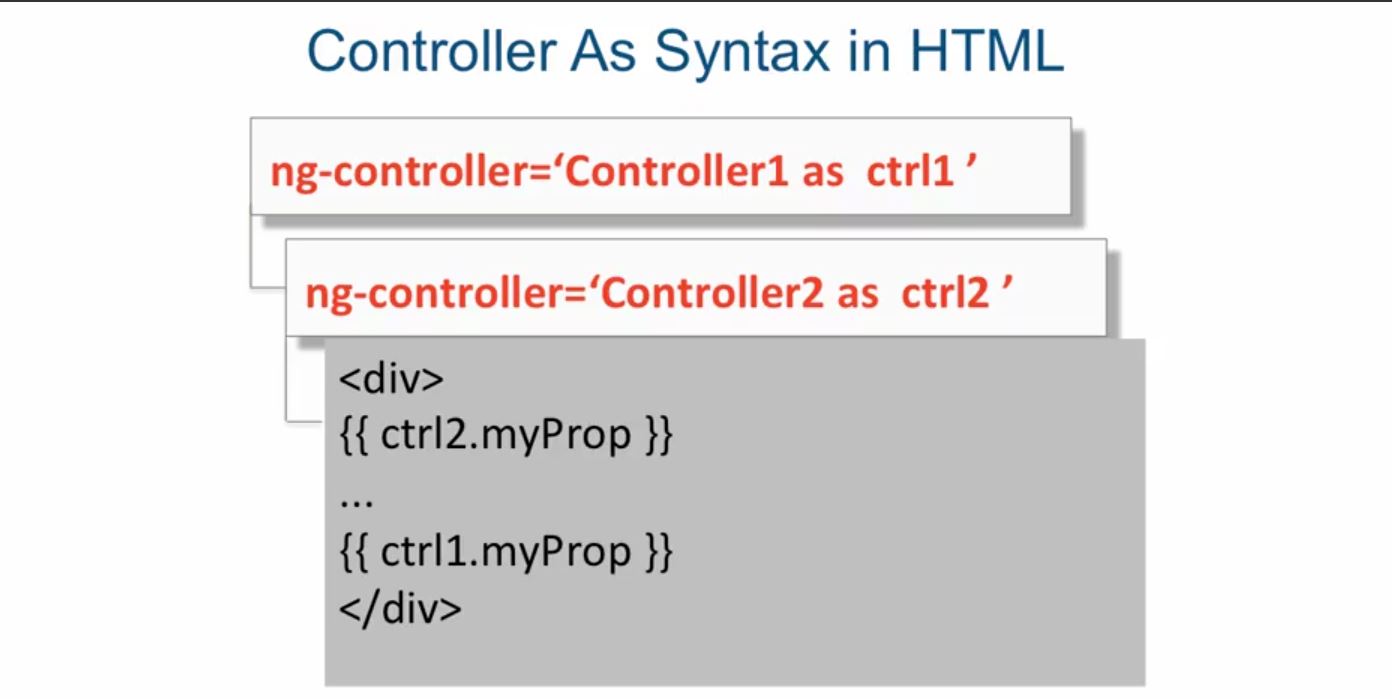 Controller As Syntax in HTML
ng-controller=‘Controller1 as  ctrl1 ’
ng-controller=‘Controller2 as  ctrl2 ’
<div>
{{ ctrl2.myProp }}
...
{{ ctrl1.myProp }}
</div>